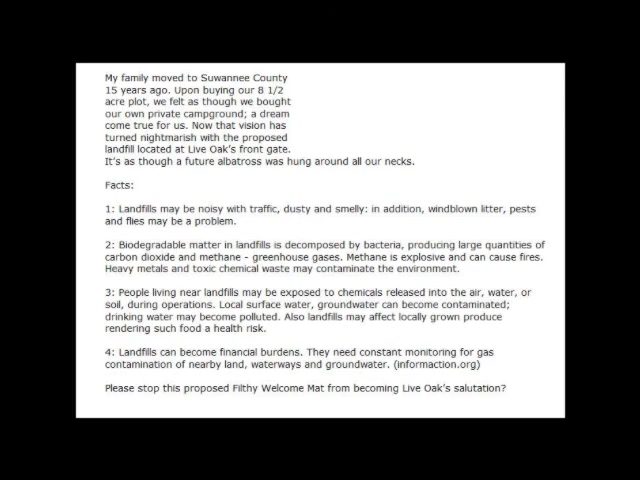 My family moved to Suwannee County
15 years ago. Upon buying our 8 1/2
acre plot, we felt as though we bought
our own private campground; a dream
come true for us. Now that vision has
turned nightmarish with the proposed
landfill located at Live Oak's front gate.
It's as though a future albatross was hung around all our necks.
Facts:
1: Landfills may be noisy with traffic, dusty and smelly: in addition, windblown litter, pests
and flies may be a problem.
2: Biodegradable matter in landfills is decomposed by bacteria, producing large quantities of
carbon dioxide and methane - greenhouse gases. Methane is explosive and can cause fires.
Heavy metals and toxic chemical waste may contaminate the environment.
3: People living near landfills may be exposed to chemicals released into the air, water, or
soil, during operations. Local surface water, groundwater can become contaminated;
drinking water may become polluted. Also landfills may affect locally grown produce
rendering such food a health risk.
4: Landfills can become financial burdens. They need constant monitoring for gas
contamination of nearby land, waterways and groundwater. (informaction.org)
Please stop this proposed Filthy Welcome Mat from becoming Live Oak's salutation?